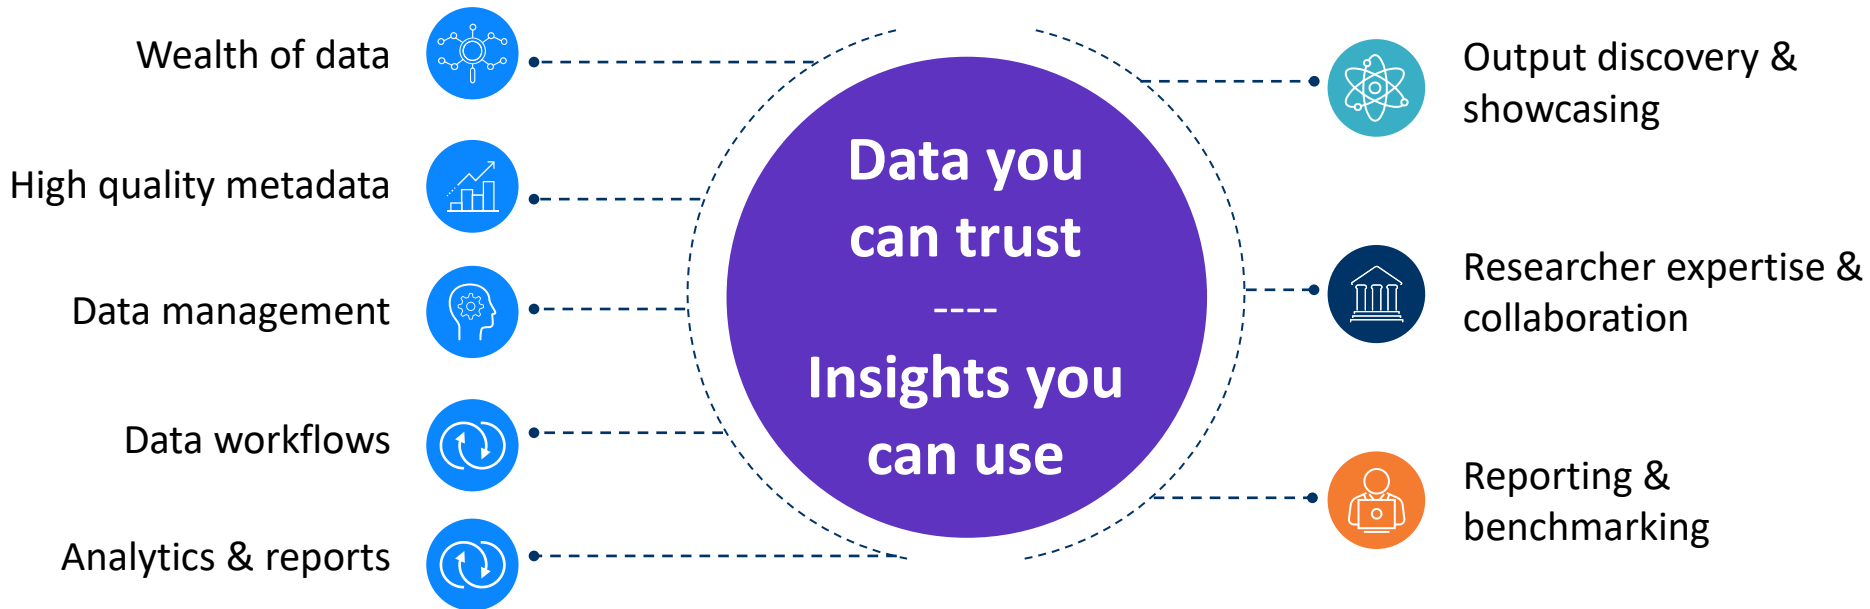 Wealth of data
High quality metadata
Data management
Data workflows
Analytics & reports
Data you
can trust
----
Insights you
can use
Output discovery &
showcasing
Researcher expertise &
collaboration
Reporting &
benchmarking